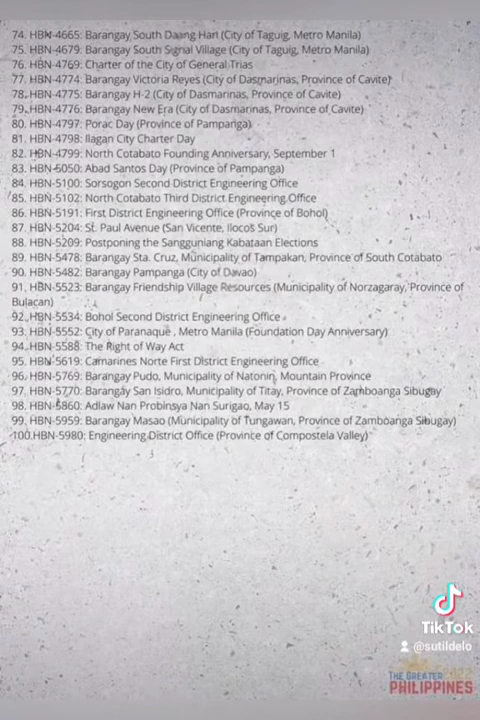 74. HBN-4665: Barangay South Daang Hari (City of Taguig, Metro Manila)
75. HBN-4679: Barangay South Signal Village (City of Taguig, Metro Manila)
76. HBN-4769: Charter of the City of General Trias
77. HBN-4774: Barangay Victoria Reyes (City of Dasmarinas, Province of Cavite)
78. HBN-4775: Barangay H-2 (City of Dasmarinas, Province of Cavite)
79. HBN-4776: Barangay New Era (City of Dasmarinas, Province of Cavite)
80. HBN-4797: Porac Day (Province of Pampanga)
81. HBN-4798: Ilagan City Charter Day
82. HBN-4799: North Cotabato Founding Anniversary, September 1
83. HBN-5050: Abad Santos Day (Province of Pampanga)
84. HBN-5100: Sorsogon Second District Engineering Office
85. HBN-5102: North Cotabato Third District Engineering Office
86. HBN-5191: First District Engineering Office (Province of Bohol)
87. HBN-5204: St. Paul Avenue (San Vicente, Ilocos Sur)
88. HBN-5209: Postponing the Sangguniang Kabataan Elections
89. HBN-5478: Barangay Sta. Cruz, Municipality of Tampakan, Province of South Cotabato
90. HBN-5482: Barangay Pampanga (City of Davao)
91. HBN-5523: Barangay Friendship Village Resources (Municipality of Norzagaray, Province of
Bulacan)
92. HBN-5534: Bohol Second District Engineering Office
93. HBN-5552: City of Paranaque , Metro Manila (Foundation Day Anniversary)
94. HBN-5588: The Right of Way Act
95. HBN-5619: Camarines Norte First District Engineering Office
96. HBN-5769: Barangay Pudo, Municipality of Natonin, Mountain Province
97. HBN-5770: Barangay San Isidro, Municipality of Titay, Province of Zamboanga Sibugay
98. HBN-5860: Adlaw Nan Probinsya Nan Surigao, May 15
99. HBN-5959: Barangay Masao (Municipality of Tungawan, Province of Zamboanga Sibugay)
100.HBN-5980: Engineering District Office (Province of Compostela Valley)
TikTok
@sutildelo
THE GREATER
PHILIPPINES